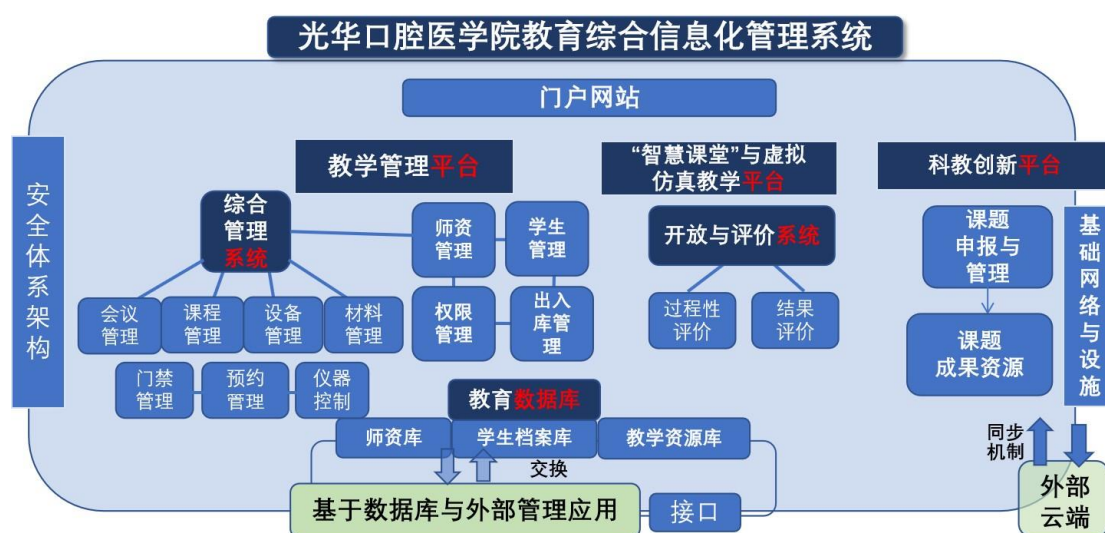 光华口腔医学院教育综合信息化管理系统
门户网站
安全体系架构
教学管理平台
“智慧课堂”与虚拟
仿真教学平台
科教创新平台
综合
管理
系统
师资
管理
学生
管理
开放与评价系统
课题
申报与
管理
基础网络与设施
会议
管理
课程
管理
设备
管理
材料
管理
权限
管理
出入
库管
理
过程性
评价
结果
评价
课题
成果资源
门禁
管理
预约
管理
仪器
控制
教育数据库
师资库
学生档案库
教学资源库
交换
同步
机制
基于数据库与外部管理应用
接口
外部
云端